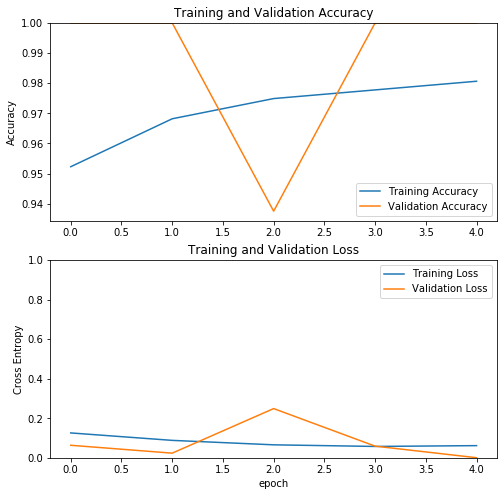 Training and Validation Accuracy
1.00
0.99
0.98
0.97
0.96
0.95
0.94
Accuracy
Training Accuracy
Validation Accuracy
0.0 0.5 1.0 1.5 2.0 2.5 3.0 3.5 4.0
Training and Validation Loss
1.0
0.8
0.6
0.4
0.2
0.0
Cross Entropy
Training Loss
Validation Loss
0.0 0.5 1.0 1.5 2.0 2.5 3.0 3.5 4.0
epoch